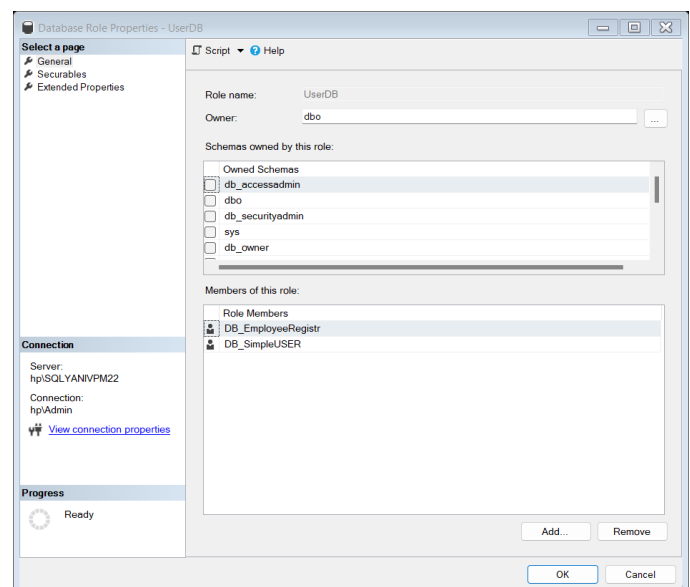 Database Role Properties - UserDB
Select a page
General
Securables
Extended Properties
Script
Help
Role name: UserDB
Owner: dbo
...
Schemas owned by this role:
Owned Schemas
db_accessadmin
dbo
db_securityadmin
sys
db_owner
Members of this role:
Role Members
DB_EmployeeRegistr
DB_SimpleUSER
Connection
Server:
hp\SQLYANIVPM22
Connection:
hp\Admin
View connection properties
Progress
Ready
Add...
Remove
OK
Cancel